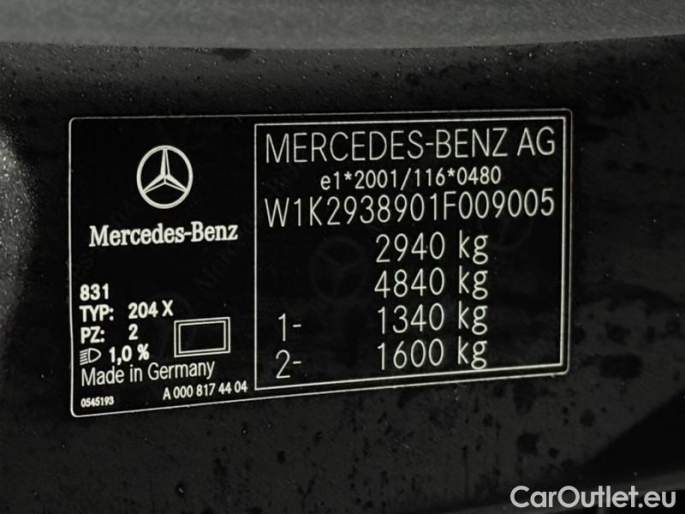 Mercedes-Benz
831
TYP: 204 X
PZ: 2
1,0 %
Made in Germany
0545193
A 000 817 44 04
MERCEDES-BENZ AG
e1*2001/116*0480
W1K2938901F009005
2940 kg
4840 kg
1- 1340 kg
2- 1600 kg
CarOutlet.eu